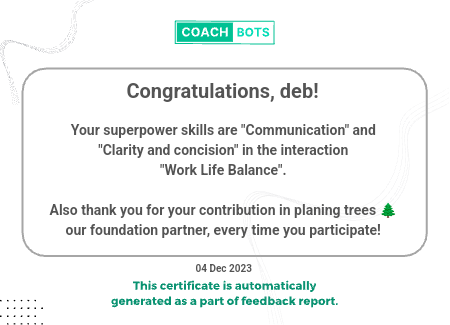 COACH BOTS
Congratulations, deb!
Your superpower skills are "Communication" and
"Clarity and concision" in the interaction
"Work Life Balance".
Also thank you for your contribution in planing trees 🌲
our foundation partner, every time you participate!
04 Dec 2023
This certificate is automatically
generated as a part of feedback report.